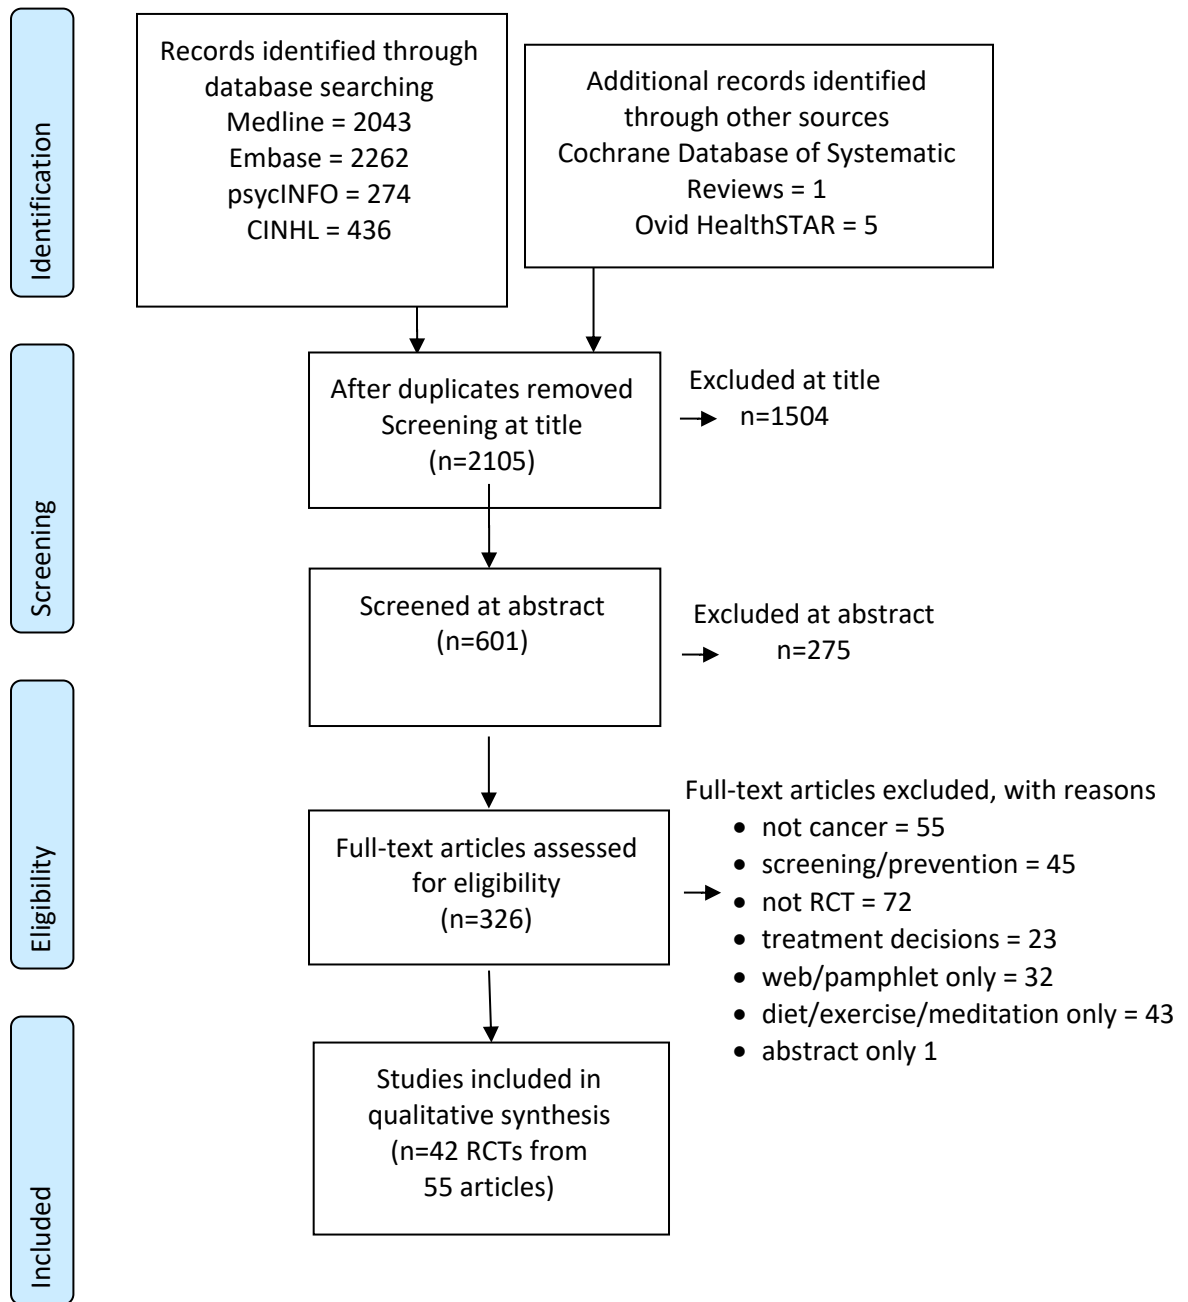 Identification
Records identified through
database searching
Medline = 2043
Embase = 2262
psycINFO = 274
CINHL = 436
Additional records identified
through other sources
Cochrane Database of Systematic
Reviews = 1
Ovid HealthSTAR = 5
Screening
After duplicates removed
Screening at title
(n=2105)
Excluded at title
n=1504
Screened at abstract
(n=601)
Excluded at abstract
n=275
Eligibility
Full-text articles assessed
for eligibility
(n=326)
Full-text articles excluded, with reasons
• not cancer = 55
• screening/prevention = 45
• not RCT = 72
• treatment decisions = 23
• web/pamphlet only = 32
• diet/exercise/meditation only = 43
• abstract only 1
Included
Studies included in
qualitative synthesis
(n=42 RCTs from
55 articles)